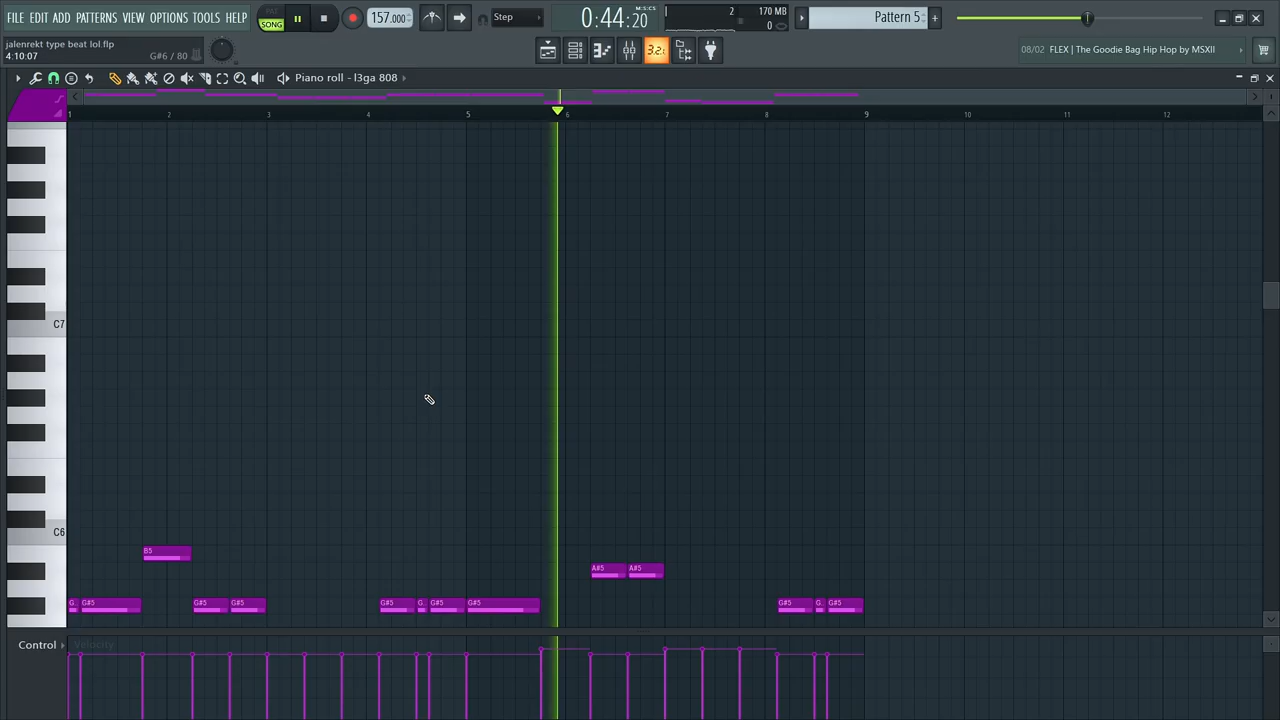 FILE EDIT ADD PATTERNS VIEW OPTIONS TOOLS HELP
PAT
SONG
157.000
Step
0:44:20
M:S:CS
2
170 MB
0
Pattern 5
jalenrekt type beat lol.flp
4:10:07
G#6 / 80
08/02 FLEX | The Goodie Bag Hip Hop by MSXII
Piano roll - l3ga 808
1 2 3 4 5 6 7 8 9 10 11 12
C7
C6
B5
A#5 A#5
G.. G#5 G#5 G#5 G#5 G.. G#5 G#5 G#5 G.. G#5
Control
Velocity